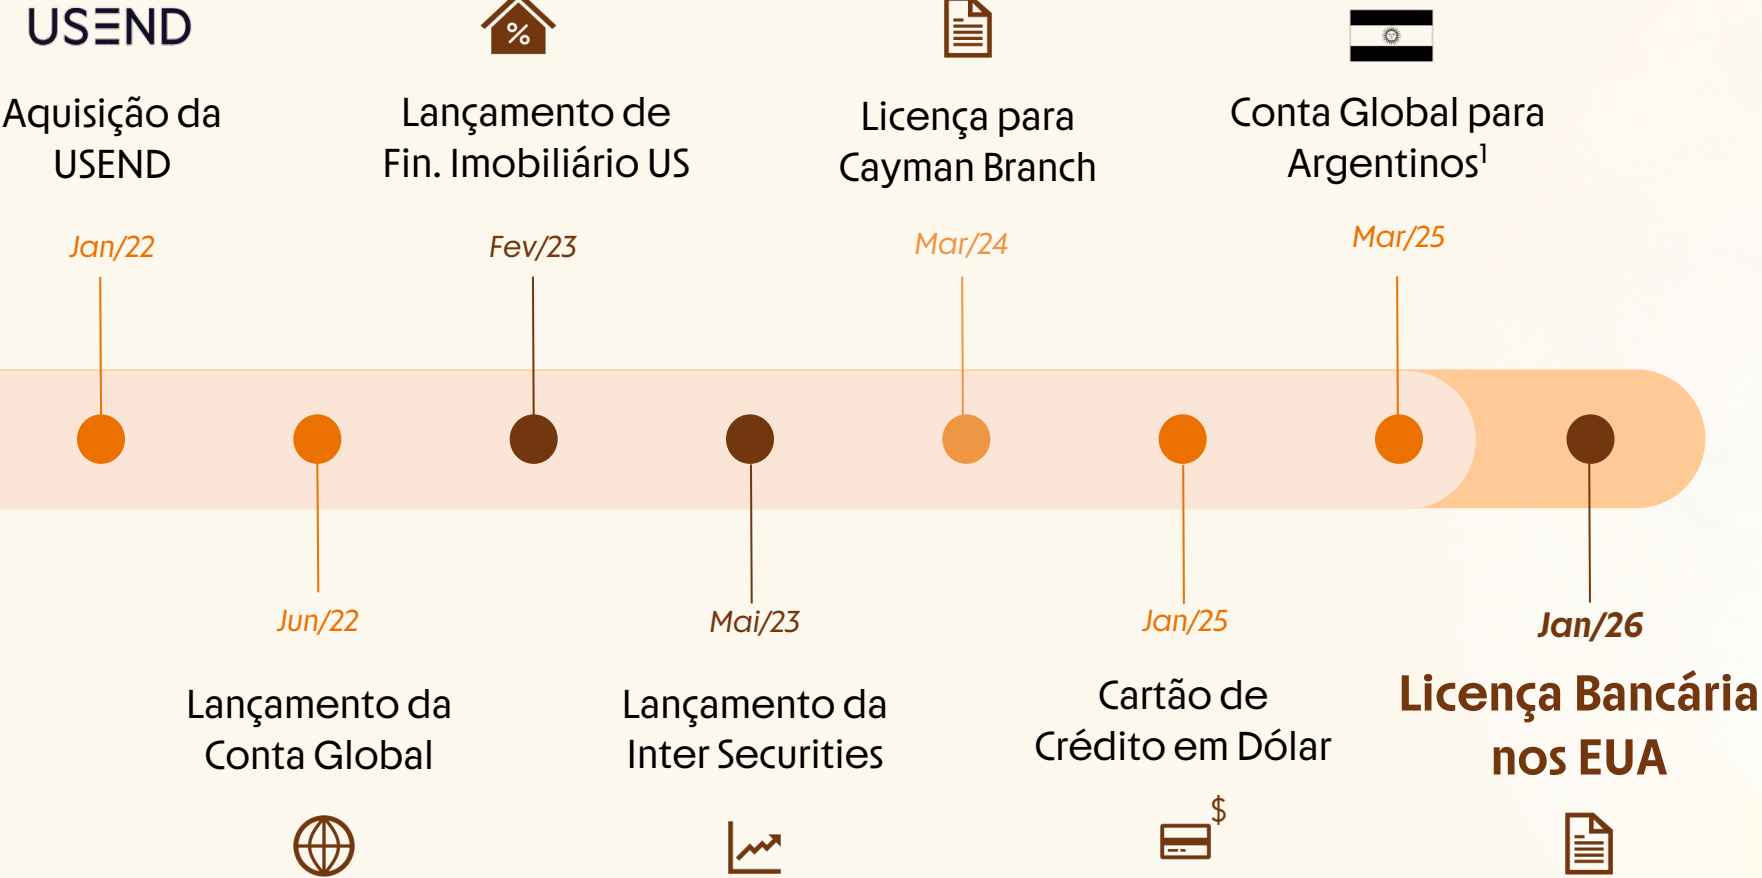 USEND
Aquisição da
USEND
Jan/22
%
Lançamento de
Fin. Imobiliário US
Fev/23
Licença para
Cayman Branch
Mar/24
Conta Global para
Argentinos¹
Mar/25
Jun/22
Lançamento da
Conta Global
Mai/23
Lançamento da
Inter Securities
Jan/25
Cartão de
Crédito em Dólar
$
Jan/26
Licença Bancária
nos EUA